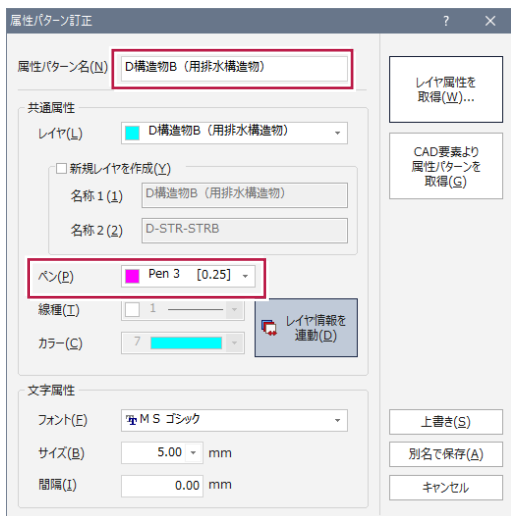 属性パターン訂正 ? ×
属性パターン名(N) D構造物B（用排水構造物）
レイヤ属性を
取得(W)...
共通属性
レイヤ(L) D構造物B（用排水構造物）
CAD要素より
属性パターンを
取得(G)
新規レイヤを作成(Y)
名称1(1) D構造物B（用排水構造物）
名称2(2) D-STR-STRB
ペン(P) Pen 3 [0.25]
線種(T) 1
カラー(C) 7
レイヤ情報を
連動(D)
文字属性
フォント(F) MS ゴシック
サイズ(B) 5.00 mm
間隔(I) 0.00 mm
上書き(S)
別名で保存(A)
キャンセル